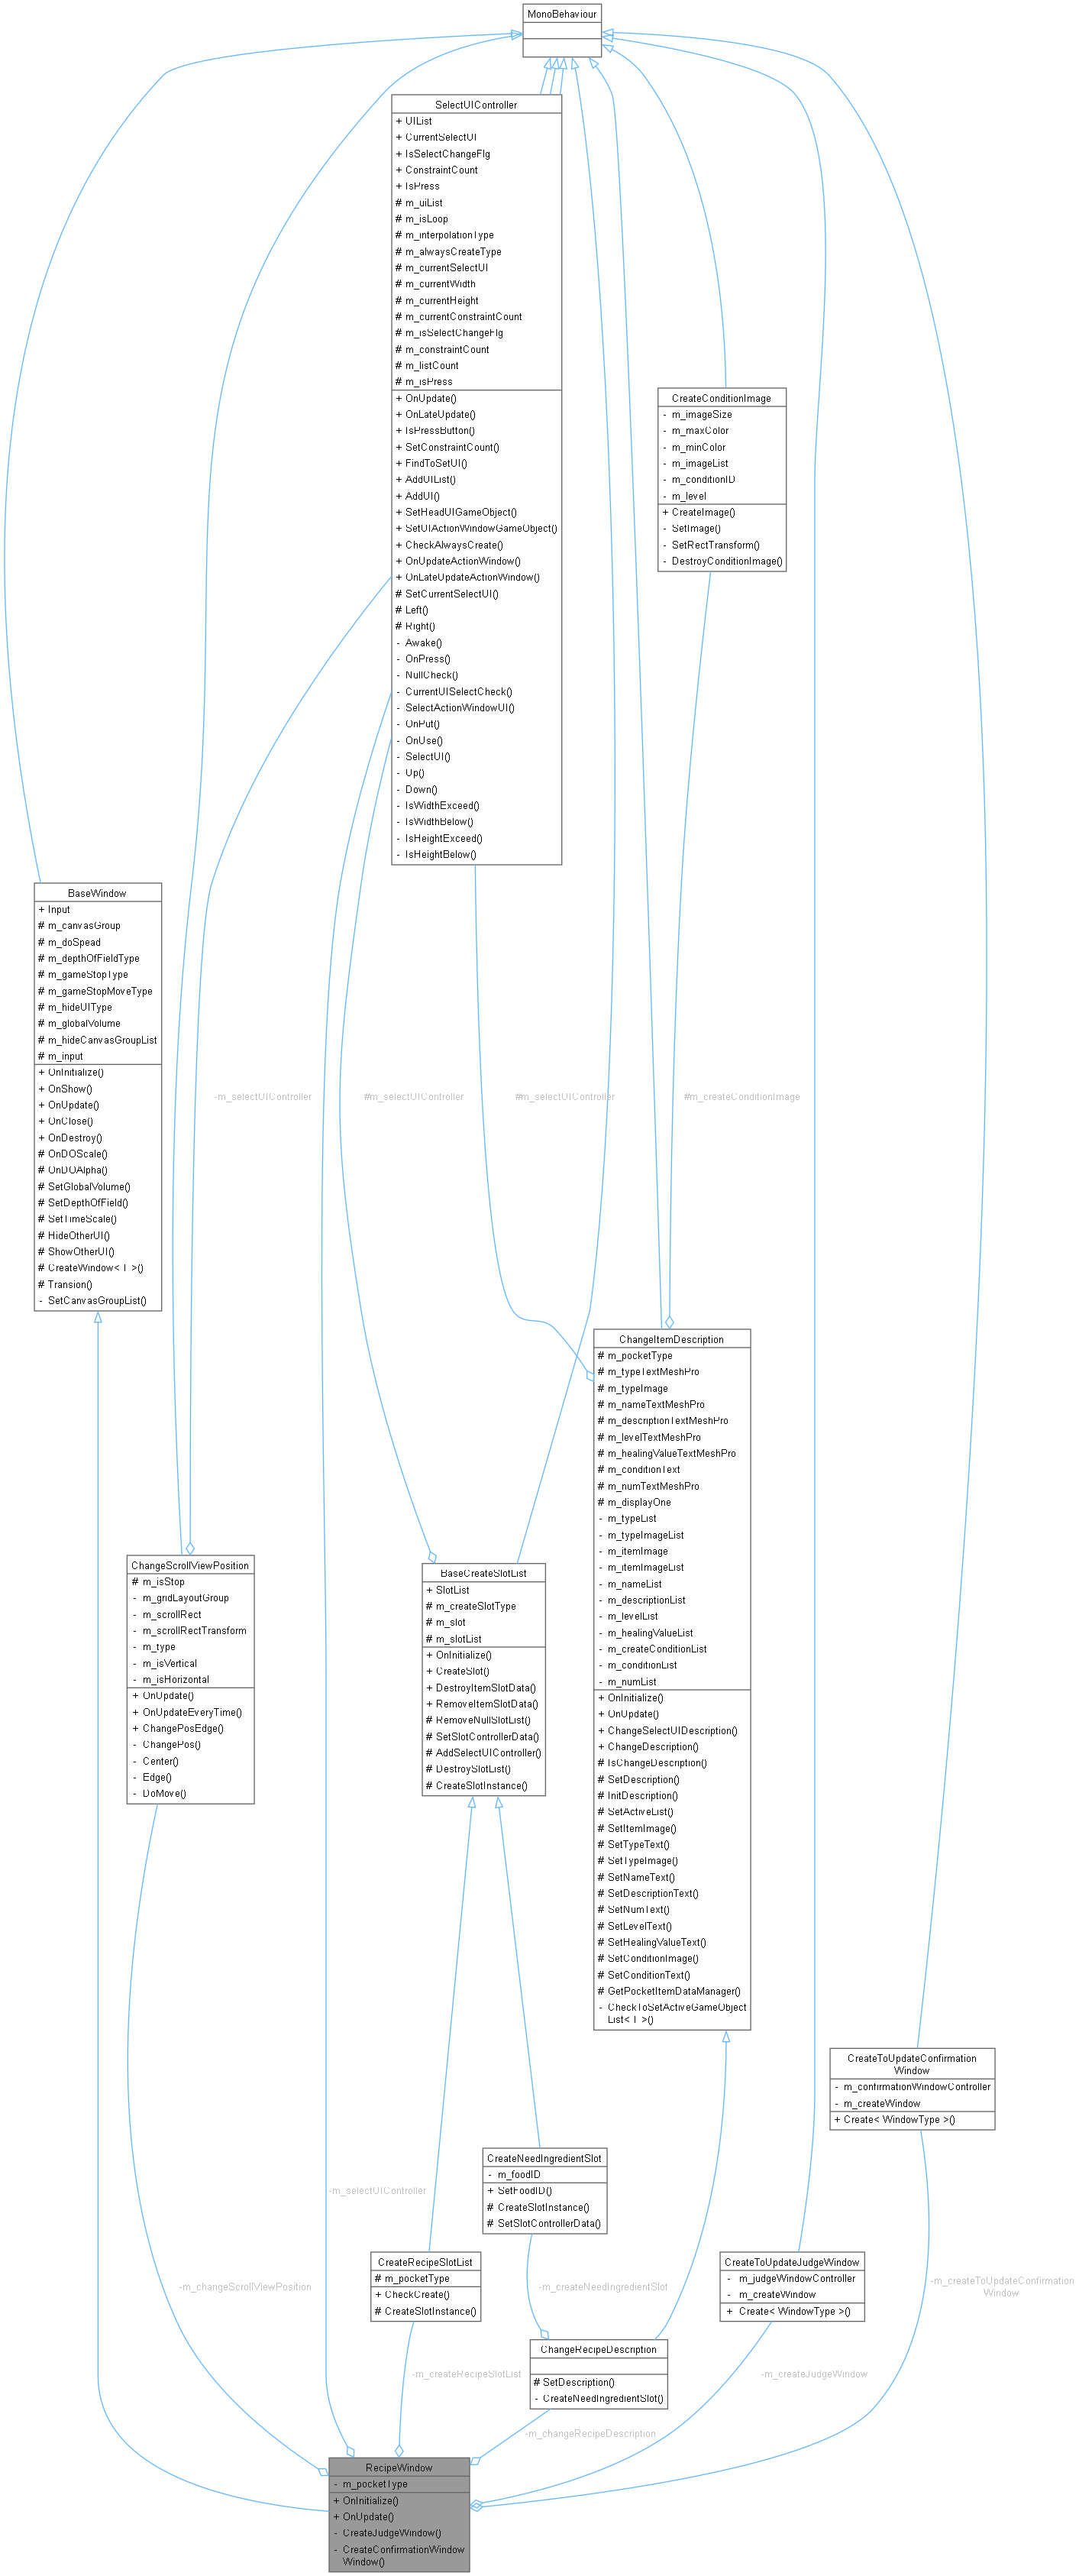 MonoBehaviour
SelectUIController
+ UIList
+ CurrentSelectUI
+ IsSelectChangeFlg
+ ConstraintCount
+ IsPress
# m_uiList
# m_isLoop
# m_interpolationType
# m_alwaysCreateType
# m_currentSelectUI
# m_currentWidth
# m_currentHeight
# m_currentConstraintCount
# m_isSelectChangeFlg
# m_constraintCount
# m_listCount
# m_isPress
+ OnUpdate()
+ OnLateUpdate()
+ IsPressButton()
+ SetConstraintCount()
+ FindToSetUI()
+ AddUIList()
+ AddUI()
+ SetHeadUIGameObject()
+ SetUIActionWindowGameObject()
+ CheckAlwaysCreate()
+ OnUpdateActionWindow()
+ OnLateUpdateActionWindow()
# SetCurrentSelectUI()
# Left()
# Right()
- Awake()
- OnPress()
- NullCheck()
- CurrentUISelectCheck()
- SelectActionWindowUI()
- OnPut()
- OnUse()
- SelectUI()
- Up()
- Down()
- IsWidthExceed()
- IsWidthBelow()
- IsHeightExceed()
- IsHeightBelow()
CreateConditionImage
- m_imageSize
- m_maxColor
- m_minColor
- m_imageList
- m_conditionID
- m_level
+ CreateImage()
- SetImage()
- SetRectTransform()
- DestroyConditionImage()
BaseWindow
+ Input
# m_canvasGroup
# m_doSpead
# m_depthOfFieldType
# m_gameStopType
# m_gameStopMoveType
# m_hideUIType
# m_globalVolume
# m_hideCanvasGroupList
# m_input
+ OnInitialize()
+ OnShow()
+ OnUpdate()
+ OnClose()
+ OnDestroy()
# OnDOScale()
# OnDOAlpha()
# SetGlobalVolume()
# SetDepthOfField()
# SetTimeScale()
# HideOtherUI()
# ShowOtherUI()
# CreateWindow< T >()
# Transion()
- SetCanvasGroupList()
-m_selectUIController
#m_selectUIController
#m_selectUIController
#m_createConditionImage
ChangeItemDescription
# m_pocketType
# m_typeTextMeshPro
# m_typeImage
# m_nameTextMeshPro
# m_descriptionTextMeshPro
# m_levelTextMeshPro
# m_healingValueTextMeshPro
# m_conditionText
# m_numTextMeshPro
# m_displayOne
- m_typeList
- m_typeImageList
- m_itemImage
- m_itemImageList
- m_nameList
- m_descriptionList
- m_levelList
- m_healingValueList
- m_createConditionList
- m_conditionList
- m_numList
+ OnInitialize()
+ OnUpdate()
+ ChangeSelectUIDescription()
+ ChangeDescription()
# IsChangeDescription()
# SetDescription()
# InitDescription()
# SetActiveList()
# SetItemImage()
# SetTypeText()
# SetTypeImage()
# SetNameText()
# SetDescriptionText()
# SetNumText()
# SetLevelText()
# SetHealingValueText()
# SetConditionImage()
# SetConditionText()
# GetPocketItemDataManager()
- CheckToSetActiveGameObject
List< T >()
ChangeScrollViewPosition
# m_isStop
- m_gridLayoutGroup
- m_scrollRect
- m_scrollRectTransform
- m_type
- m_isVertical
- m_isHorizontal
+ OnUpdate()
+ OnUpdateEveryTime()
+ ChangePosEdge()
- ChangePos()
- Center()
- Edge()
- DoMove()
BaseCreateSlotList
+ SlotList
# m_createSlotType
# m_slot
# m_slotList
+ OnInitialize()
+ CreateSlot()
+ DestroyItemSlotData()
+ RemoveItemSlotData()
# RemoveNullSlotList()
# SetSlotControllerData()
# AddSelectUIController()
# DestroySlotList()
# CreateSlotInstance()
CreateToUpdateConfirmation
Window
- m_confirmationWindowController
- m_createWindow
+ Create< WindowType >()
CreateNeedIngredientSlot
- m_foodID
+ SetFoodID()
# CreateSlotInstance()
# SetSlotControllerData()
-m_selectUIController
CreateRecipeSlotList
# m_pocketType
+ CheckCreate()
# CreateSlotInstance()
CreateToUpdateJudgeWindow
- m_judgeWindowController
- m_createWindow
+ Create< WindowType >()
-m_changeScrollViewPosition
-m_createNeedIngredientSlot
-m_createToUpdateConfirmation
Window
ChangeRecipeDescription
# SetDescription()
- CreateNeedIngredientSlot()
-m_createRecipeSlotList
-m_createJudgeWindow
-m_changeRecipeDescription
RecipeWindow
- m_pocketType
+ OnInitialize()
+ OnUpdate()
- CreateJudgeWindow()
- CreateConfirmationWindow
Window()